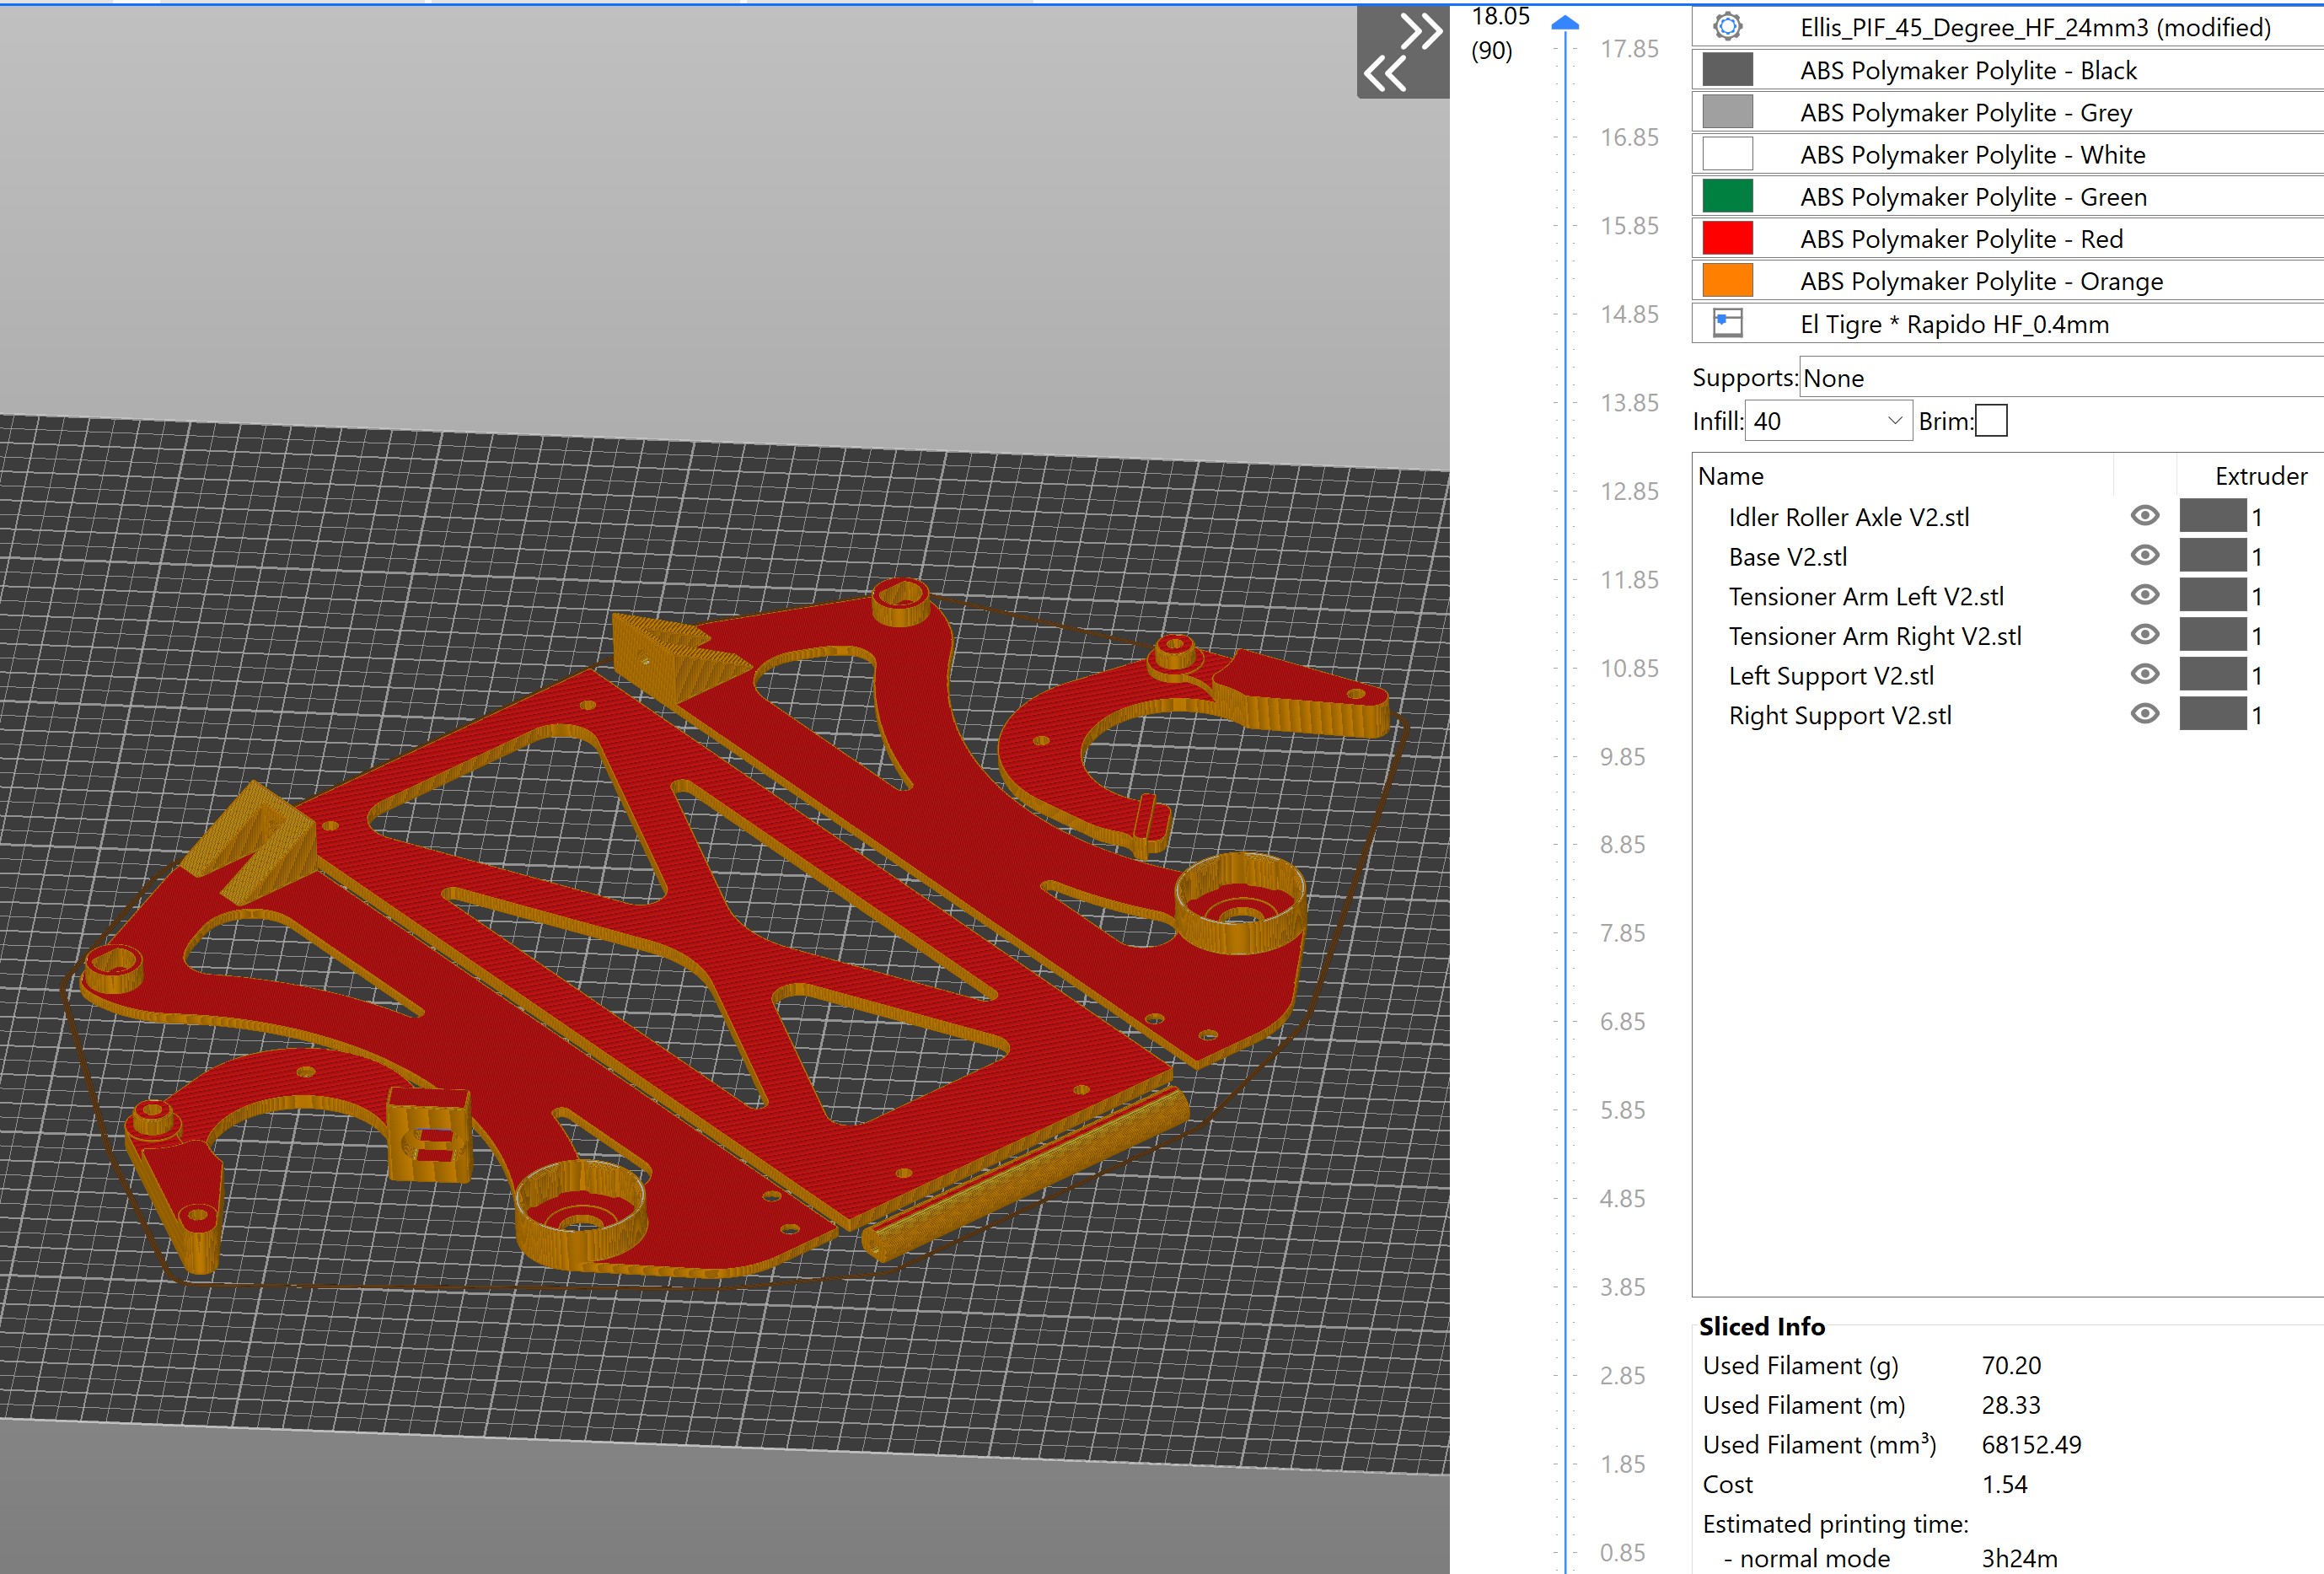 18.05
(90)
17.85
16.85
15.85
14.85
13.85
12.85
11.85
10.85
9.85
8.85
7.85
6.85
5.85
4.85
3.85
2.85
1.85
0.85
Ellis_PIF_45_Degree_HF_24mm3 (modified)
ABS Polymaker Polylite - Black
ABS Polymaker Polylite - Grey
ABS Polymaker Polylite - White
ABS Polymaker Polylite - Green
ABS Polymaker Polylite - Red
ABS Polymaker Polylite - Orange
El Tigre * Rapido HF_0.4mm
Supports: None
Infill: 40 Brim:
Name Extruder
Idler Roller Axle V2.stl 1
Base V2.stl 1
Tensioner Arm Left V2.stl 1
Tensioner Arm Right V2.stl 1
Left Support V2.stl 1
Right Support V2.stl 1
Sliced Info
Used Filament (g) 70.20
Used Filament (m) 28.33
Used Filament (mm³) 68152.49
Cost 1.54
Estimated printing time:
- normal mode 3h24m